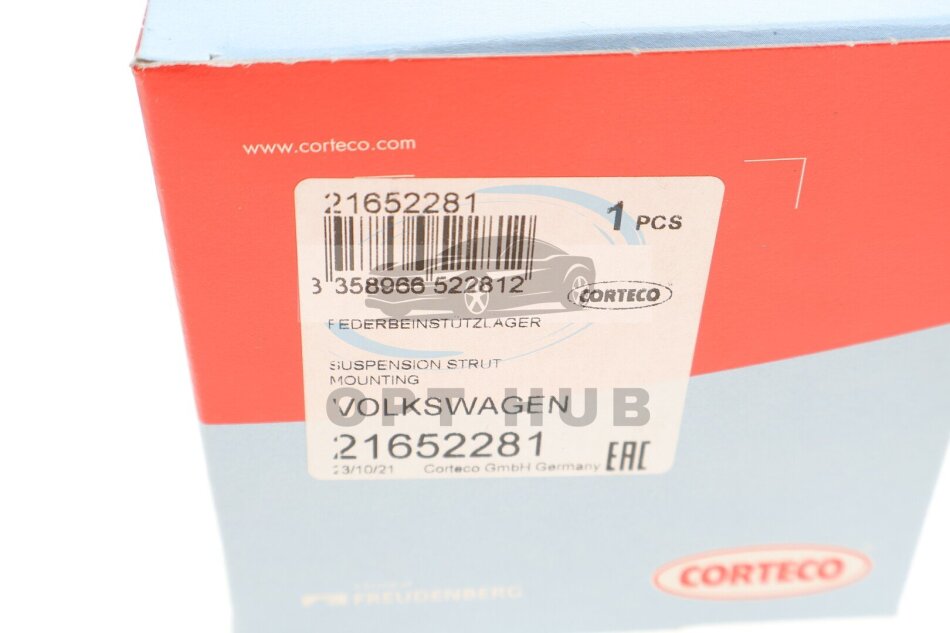 www.corteco.com
21652281
1 PCS
3 358966 522812
CORTECO
FEDERBEINSTÜTZLAGER
SUSPENSION STRUT
MOUNTING
VOLKSWAGEN
OPT HUB
21652281
23/10/21 Corteco GmbH Germany EAC
CORTECO
FREUDENBERG